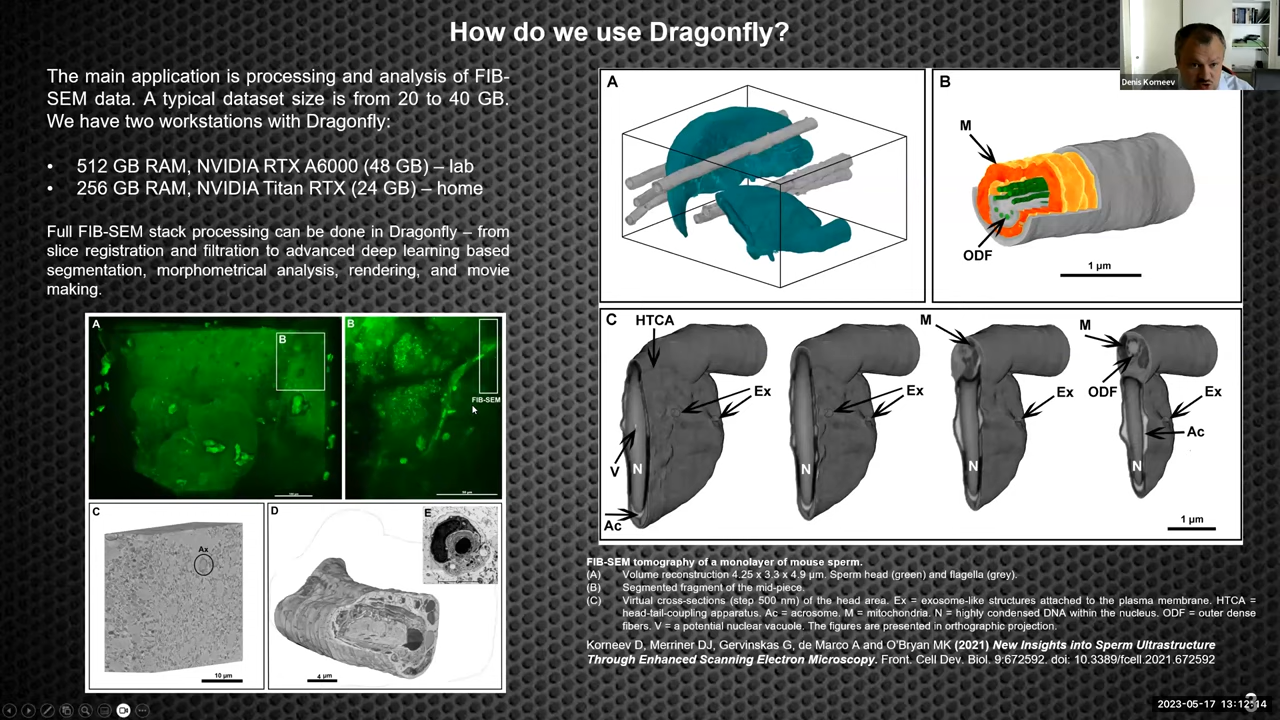 How do we use Dragonfly?
The main application is processing and analysis of FIB-
SEM data. A typical dataset size is from 20 to 40 GB.
We have two workstations with Dragonfly:
• 512 GB RAM, NVIDIA RTX A6000 (48 GB) – lab
• 256 GB RAM, NVIDIA Titan RTX (24 GB) – home
Full FIB-SEM stack processing can be done in Dragonfly – from
slice registration and filtration to advanced deep learning based
segmentation, morphometrical analysis, rendering, and movie
making.
A
B
B
FIB-SEM
C
Ax
10 µm
D
E
4 µm
A
B
M
ODF
1 µm
C
HTCA
Ex
V
N
Ac
Ex
N
M
Ex
N
M
ODF
Ex
Ac
N
1 µm
FIB-SEM tomography of a monolayer of mouse sperm.
(A) Volume reconstruction 4.25 x 3.3 x 4.9 µm. Sperm head (green) and flagella (grey).
(B) Segmented fragment of the mid-piece.
(C) Virtual cross-sections (step 500 nm) of the head area. Ex = exosome-like structures attached to the plasma membrane. HTCA =
head-tail-coupling apparatus. Ac = acrosome. M = mitochondria. N = highly condensed DNA within the nucleus. ODF = outer dense
fibers. V = a potential nuclear vacuole. The figures are presented in orthographic projection.
Korneev D, Merriner DJ, Gervinskas G, de Marco A and O'Bryan MK (2021) New Insights into Sperm Ultrastructure
Through Enhanced Scanning Electron Microscopy. Front. Cell Dev. Biol. 9:672592. doi: 10.3389/fcell.2021.672592
Denis Korneev
3
2023-05-17 13:12:14